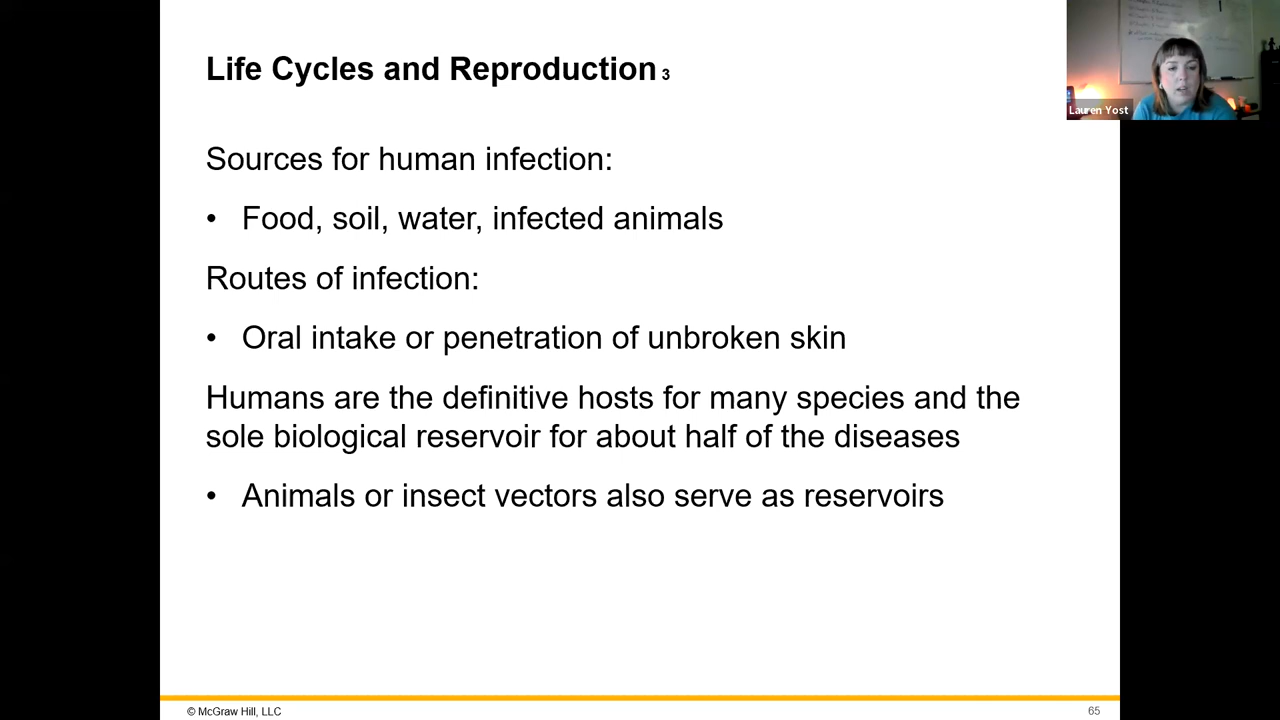 Life Cycles and Reproduction 3
Lauren Yost
Sources for human infection:
• Food, soil, water, infected animals
Routes of infection:
• Oral intake or penetration of unbroken skin
Humans are the definitive hosts for many species and the
sole biological reservoir for about half of the diseases
• Animals or insect vectors also serve as reservoirs
© McGraw Hill, LLC
65